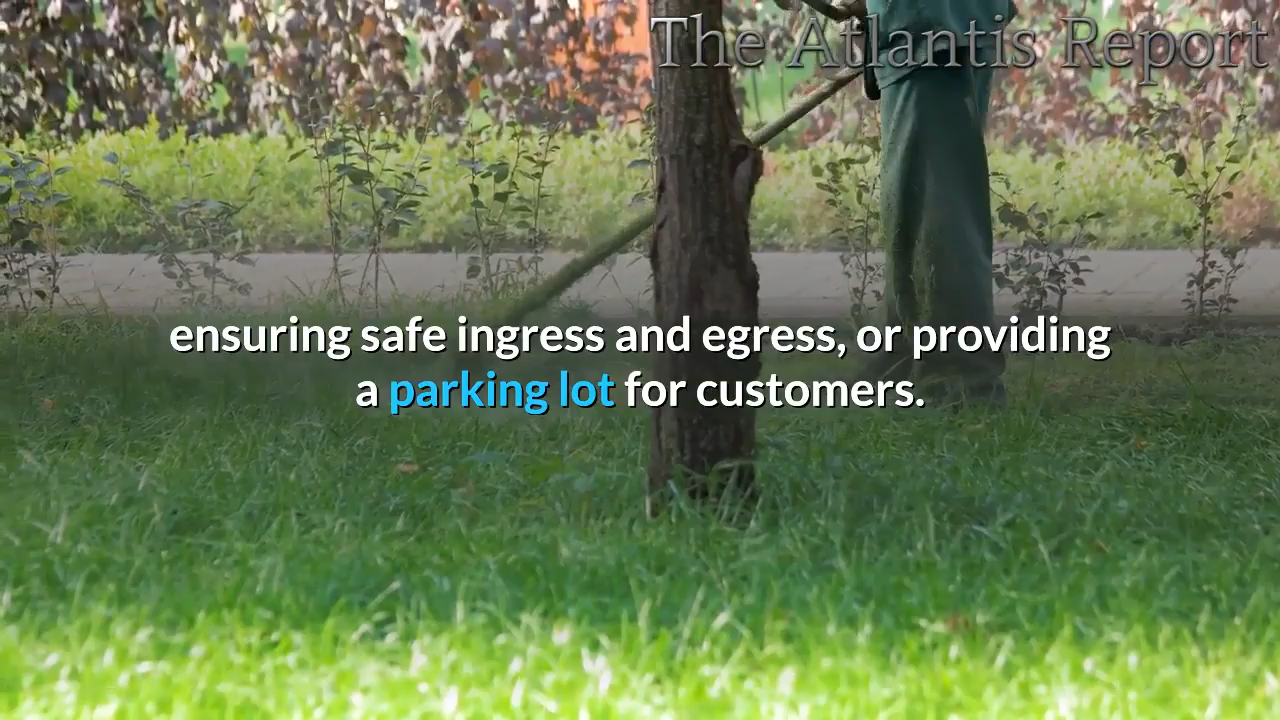 The Atlantis Report
ensuring safe ingress and egress, or providing
a parking lot for customers.